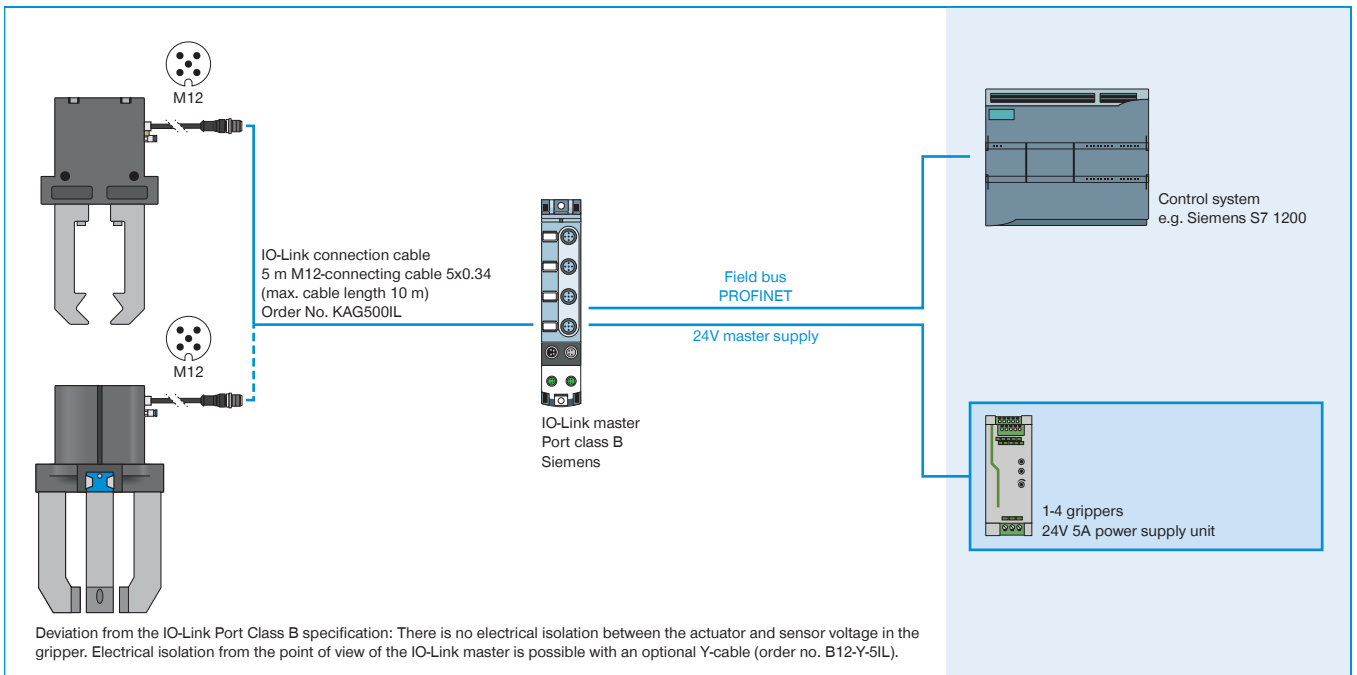 M12
IO-Link connection cable
5 m M12-connecting cable 5x0.34
(max. cable length 10 m)
Order No. KAG500IL
M12
IO-Link master
Port class B
Siemens
Field bus
PROFINET
24V master supply
Control system
e.g. Siemens S7 1200
1-4 grippers
24V 5A power supply unit
Deviation from the IO-Link Port Class B specification: There is no electrical isolation between the actuator and sensor voltage in the
gripper. Electrical isolation from the point of view of the IO-Link master is possible with an optional Y-cable (order no. B12-Y-5IL).